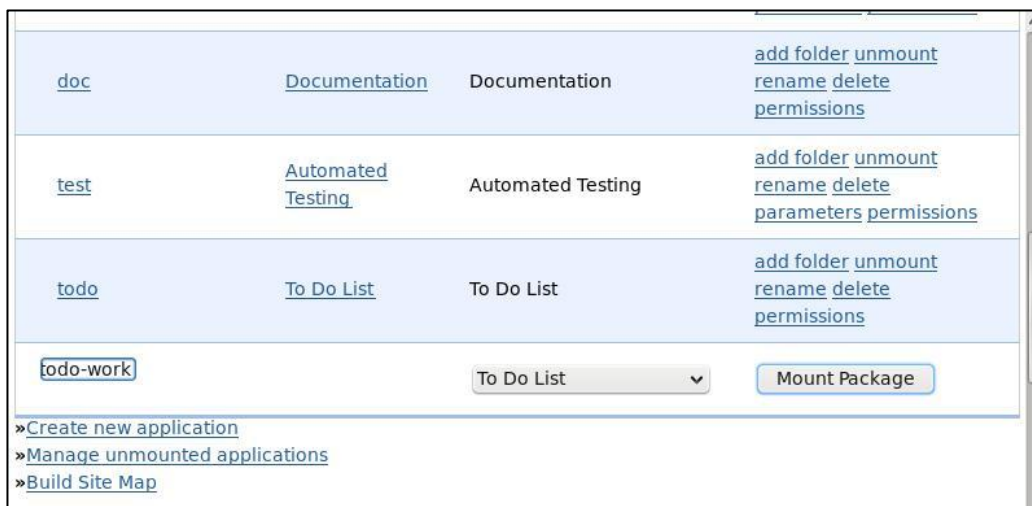 doc
Documentation
Documentation
add folder unmount
rename delete
permissions
test
Automated
Testing
Automated Testing
add folder unmount
rename delete
parameters permissions
todo
To Do List
To Do List
add folder unmount
rename delete
permissions
todo-work
To Do List
Mount Package
»Create new application
»Manage unmounted applications
»Build Site Map